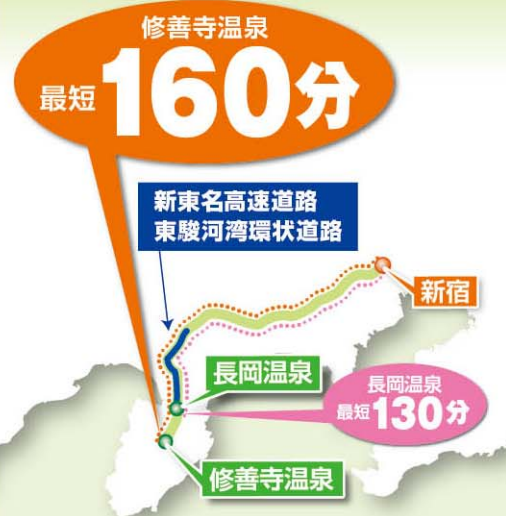 修善寺温泉
最短160分
新東名高速道路
東駿河湾環状道路
新宿
長岡温泉
長岡温泉
最短130分
修善寺温泉